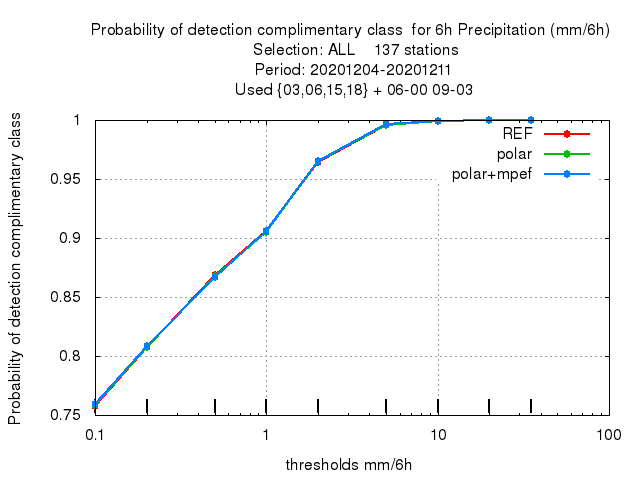 Probability of detection complimentary class for 6h Precipitation (mm/6h)
Selection: ALL 137 stations
Period: 20201204-20201211
Used {03,06,15,18} + 06-00 09-03
Probability of detection complimentary class
1
0.95
0.9
0.85
0.8
0.75
REF
polar
polar+mpef
0.1 1 10 100
thresholds mm/6h